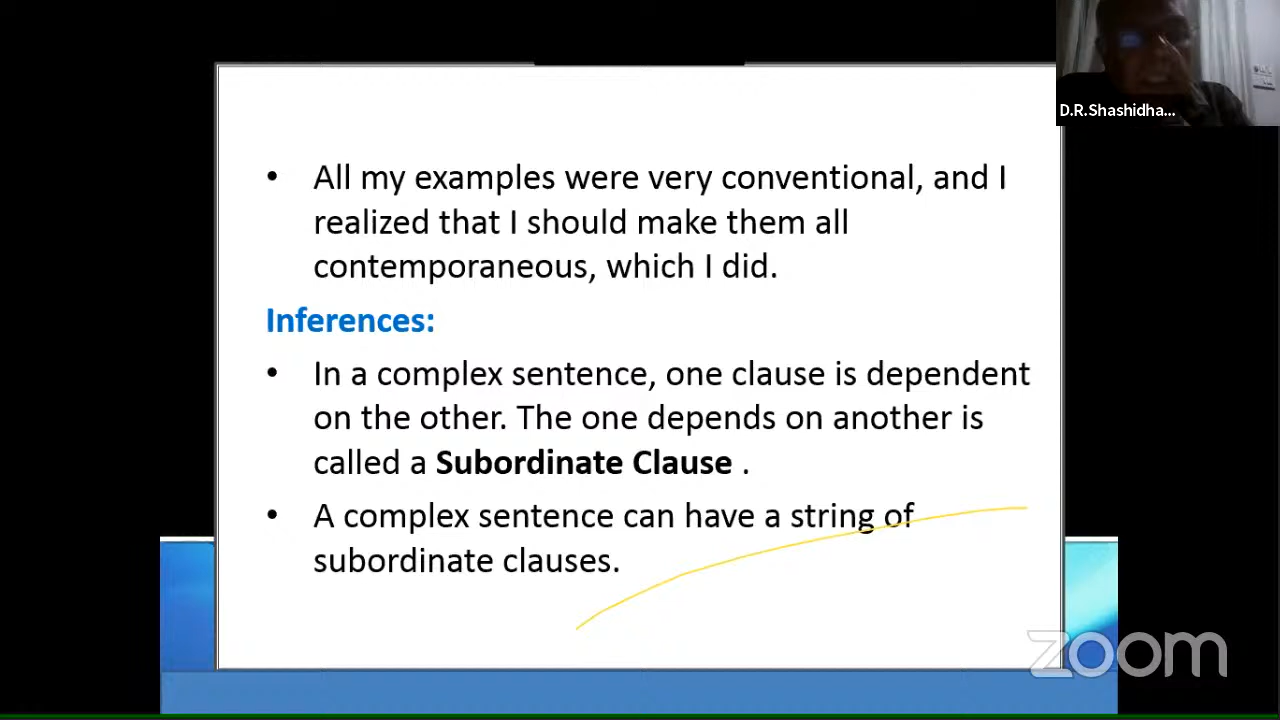 D.R.Shashidha...
• All my examples were very conventional, and I
realized that I should make them all
contemporaneous, which I did.
Inferences:
• In a complex sentence, one clause is dependent
on the other. The one depends on another is
called a Subordinate Clause .
• A complex sentence can have a string of
subordinate clauses.
zoom